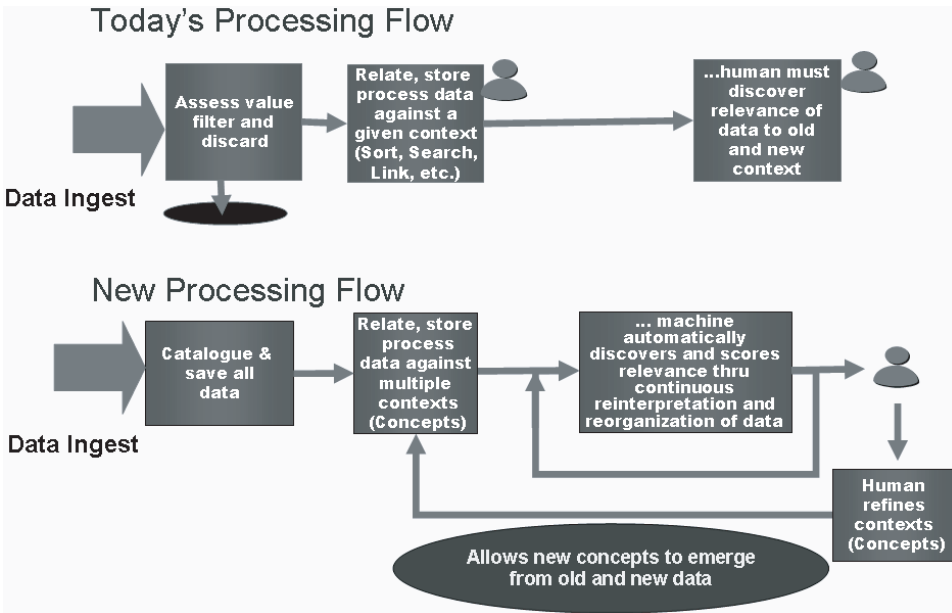 Today's Processing Flow
Data Ingest
Assess value
filter and
discard
Relate, store
process data
against a
given context
(Sort, Search,
Link, etc.)
...human must
discover
relevance of
data to old
and new
context
New Processing Flow
Data Ingest
Catalogue &
save all
data
Relate, store
process
data against
multiple
contexts
(Concepts)
... machine
automatically
discovers and scores
relevance thru
continuous
reinterpretation and
reorganization of data
Human
refines
contexts
(Concepts)
Allows new concepts to emerge
from old and new data